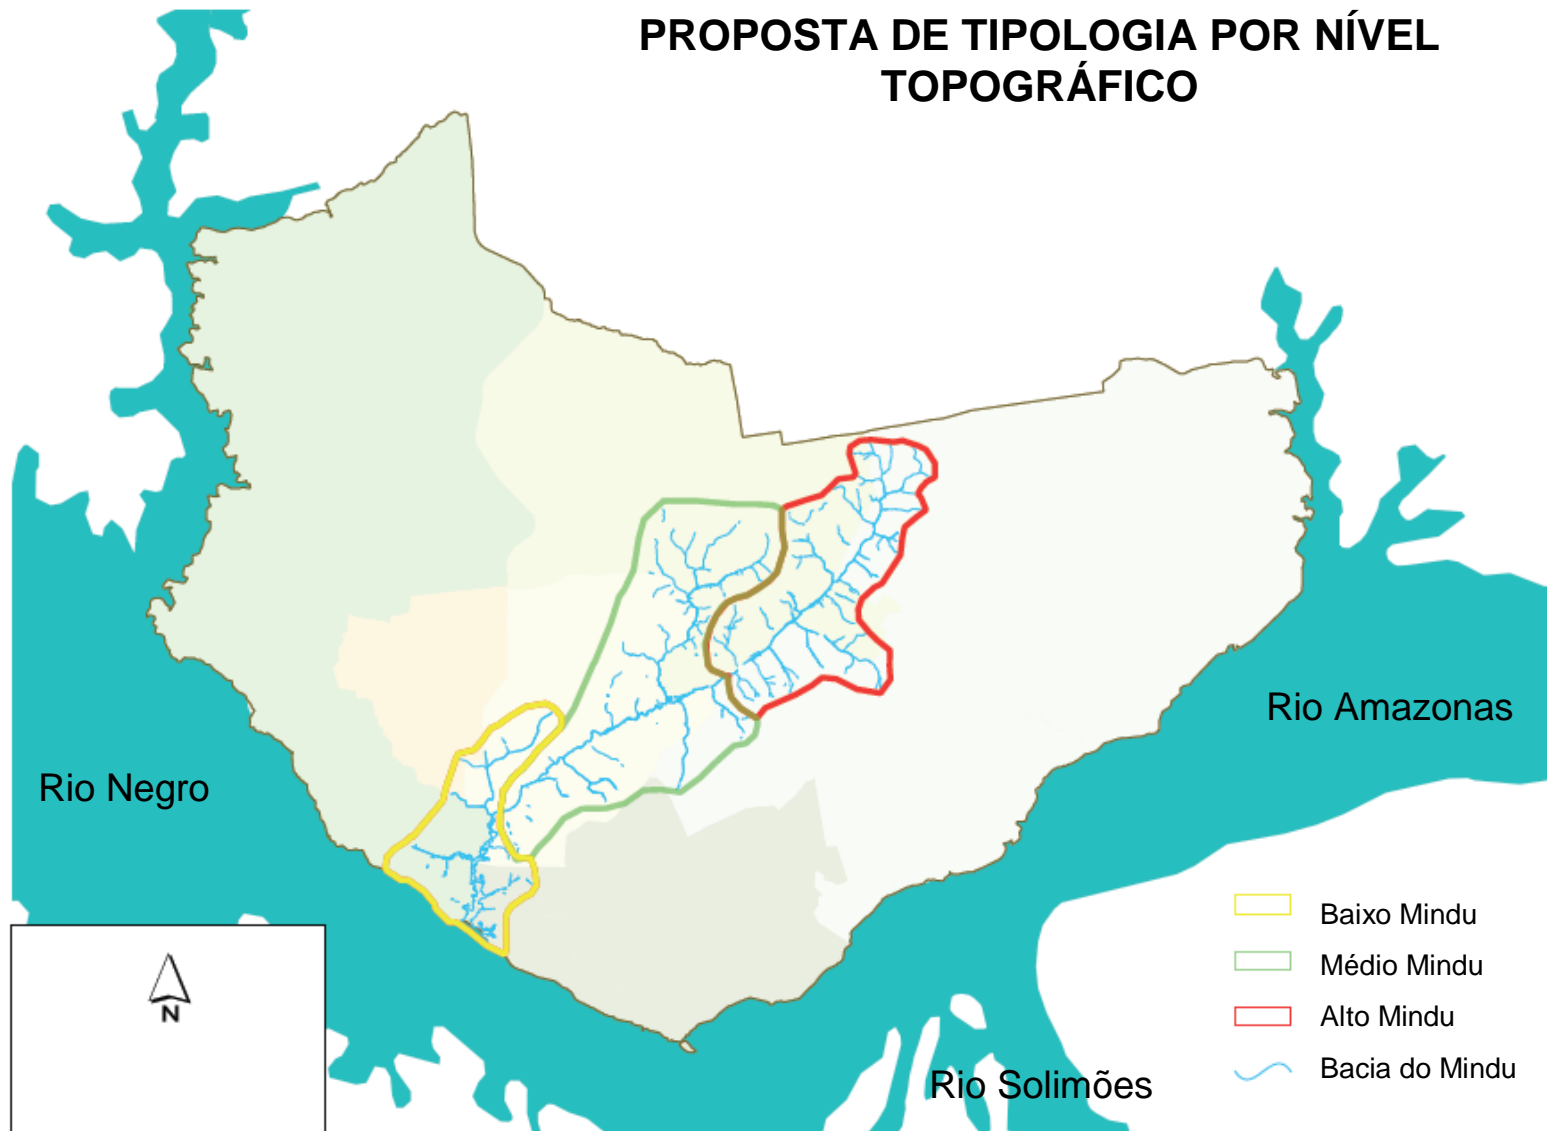 PROPOSTA DE TIPOLOGIA POR NÍVEL
TOPOGRÁFICO
Rio Amazonas
Rio Negro
Baixo Mindu
Médio Mindu
Alto Mindu
Bacia do Mindu
N
Rio Solimões